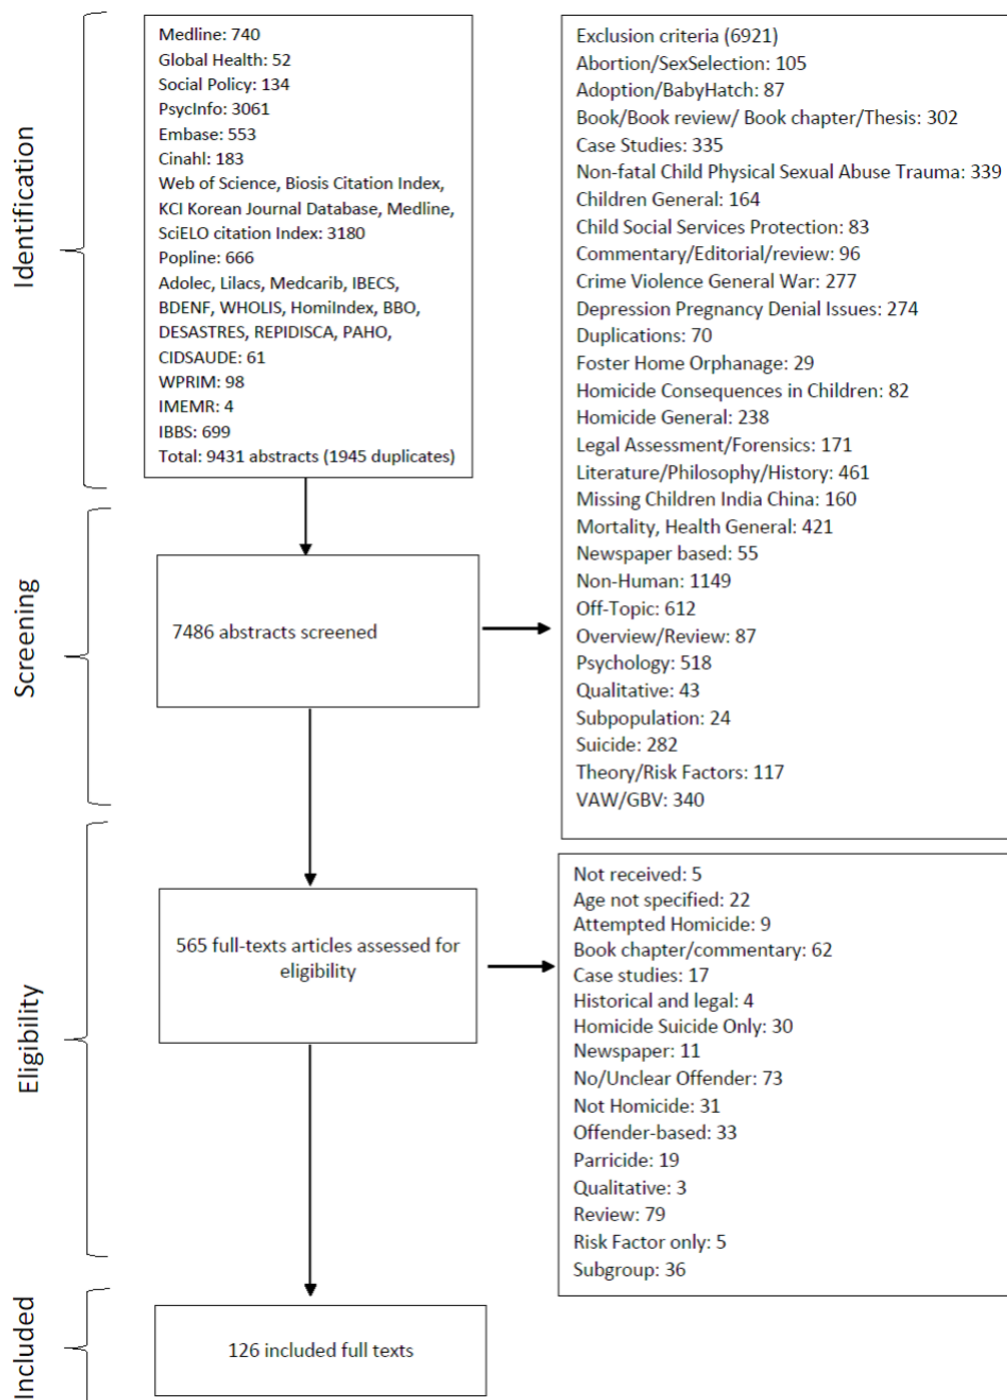 Identification
Medline: 740
Global Health: 52
Social Policy: 134
PsycInfo: 3061
Embase: 553
Cinahl: 183
Web of Science, Biosis Citation Index,
KCI Korean Journal Database, Medline,
SciELO citation Index: 3180
Popline: 666
Adolec, Lilacs, Medcarib, IBECS,
BDENF, WHOLIS, HomiIndex, BBO,
DESASTRES, REPIDISCA, PAHO,
CIDSAUDE: 61
WPRIM: 98
IMEMR: 4
IBBS: 699
Total: 9431 abstracts (1945 duplicates)
Exclusion criteria (6921)
Abortion/SexSelection: 105
Adoption/BabyHatch: 87
Book/Book review/ Book chapter/Thesis: 302
Case Studies: 335
Non-fatal Child Physical Sexual Abuse Trauma: 339
Children General: 164
Child Social Services Protection: 83
Commentary/Editorial/review: 96
Crime Violence General War: 277
Depression Pregnancy Denial Issues: 274
Duplications: 70
Foster Home Orphanage: 29
Homicide Consequences in Children: 82
Homicide General: 238
Legal Assessment/Forensics: 171
Literature/Philosophy/History: 461
Missing Children India China: 160
Mortality, Health General: 421
Newspaper based: 55
Non-Human: 1149
Off-Topic: 612
Overview/Review: 87
Psychology: 518
Qualitative: 43
Subpopulation: 24
Suicide: 282
Theory/Risk Factors: 117
VAW/GBV: 340
Screening
7486 abstracts screened
Eligibility
565 full-texts articles assessed for
eligibility
Not received: 5
Age not specified: 22
Attempted Homicide: 9
Book chapter/commentary: 62
Case studies: 17
Historical and legal: 4
Homicide Suicide Only: 30
Newspaper: 11
No/Unclear Offender: 73
Not Homicide: 31
Offender-based: 33
Parricide: 19
Qualitative: 3
Review: 79
Risk Factor only: 5
Subgroup: 36
Included
126 included full texts